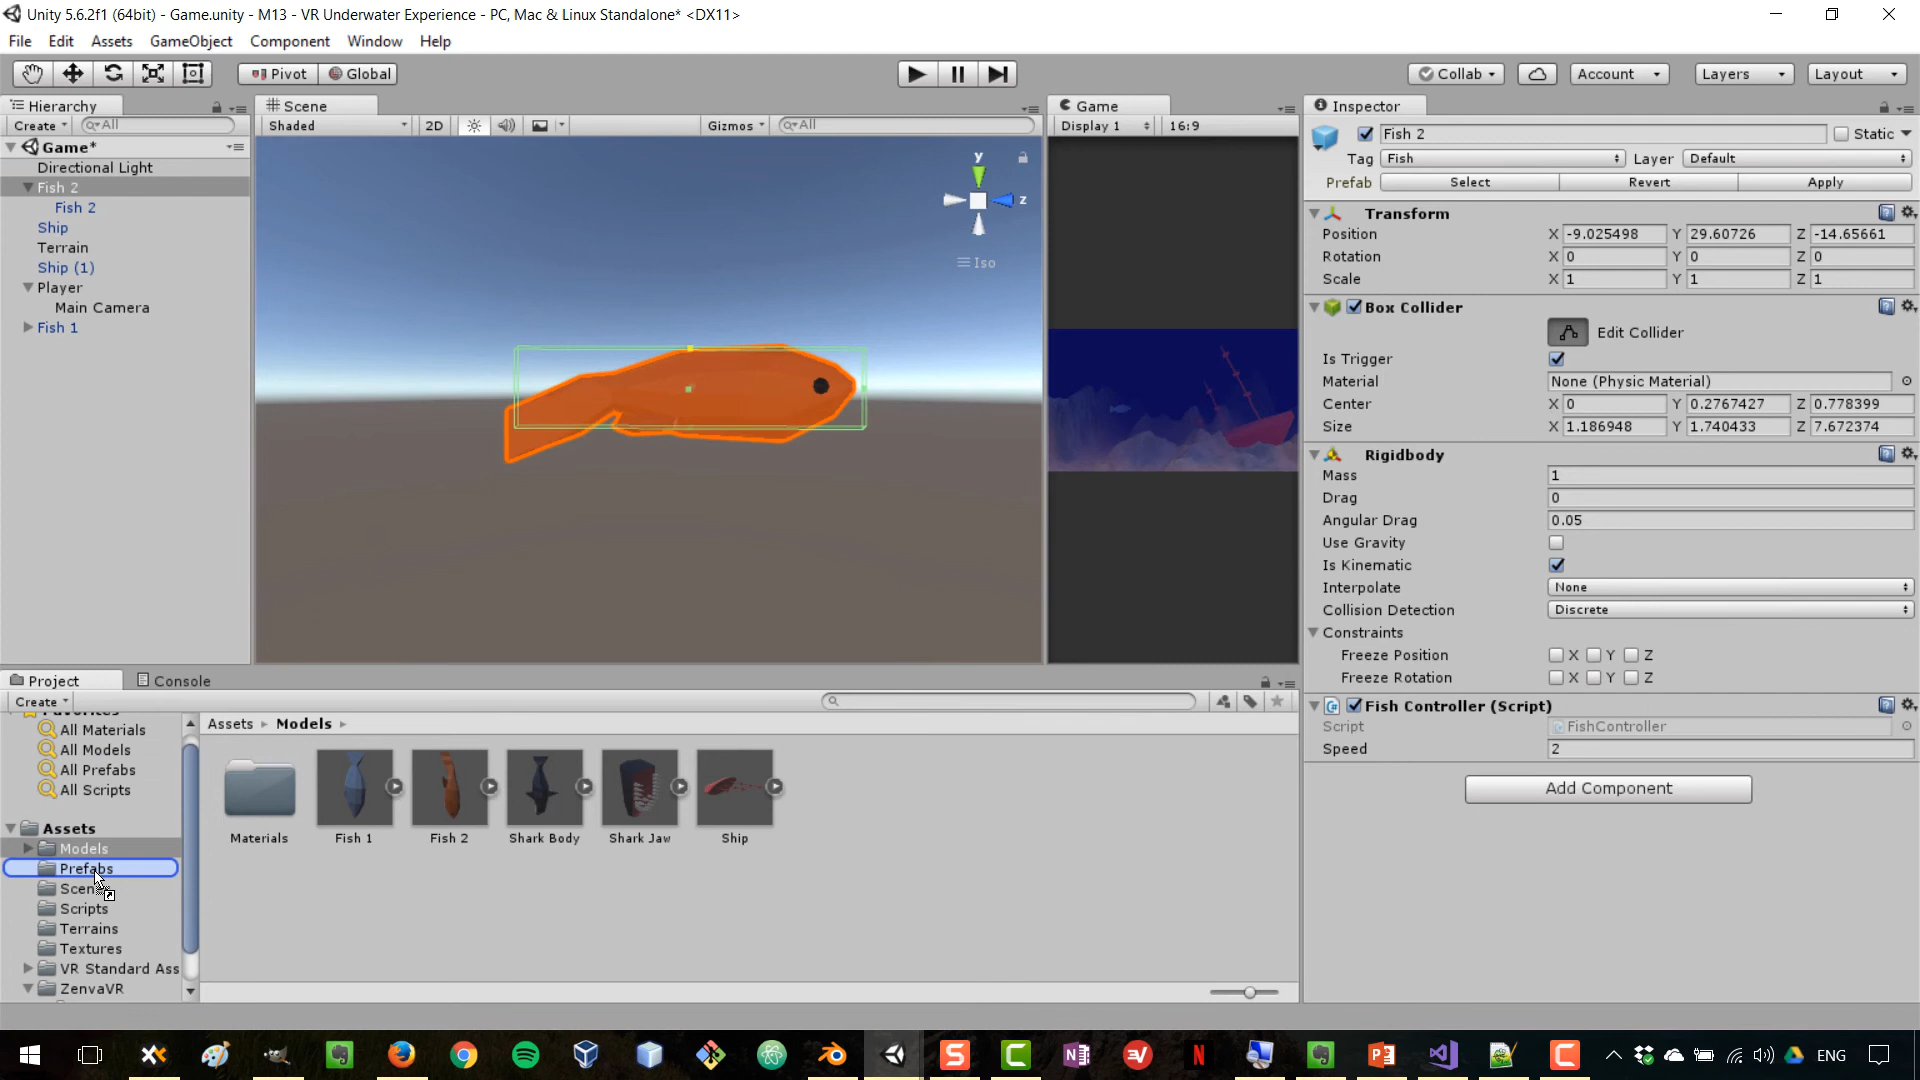 Unity 5.6.2f1 (64bit) - Game.unity - M13 - VR Underwater Experience - PC, Mac & Linux Standalone* <DX11>
File Edit Assets GameObject Component Window Help
Pivot Global Collab Account Layers Layout
Hierarchy Scene Game Inspector
Create All Shaded 2D Gizmos All Display 1 16:9
Fish 2 Static
Game*
Tag Fish Layer Default
Directional Light
Prefab Select Revert Apply
Fish 2
Fish 2
Ship
Terrain
Ship (1)
Player
Main Camera
Fish 1
y
z
Iso
Transform
Position X -9.025498 Y 29.60726 Z -14.65661
Rotation X 0 Y 0 Z 0
Scale X 1 Y 1 Z 1
Box Collider
Edit Collider
Is Trigger
Material None (Physic Material)
Center X 0 Y 0.2767427 Z 0.778399
Size X 1.186948 Y 1.740433 Z 7.672374
Rigidbody
Mass 1
Drag 0
Angular Drag 0.05
Use Gravity
Is Kinematic
Interpolate None
Collision Detection Discrete
Constraints
Freeze Position X Y Z
Freeze Rotation X Y Z
Fish Controller (Script)
Script FishController
Speed 2
Add Component
Project Console
Create
Favorites
All Materials
All Models
All Prefabs
All Scripts
Assets
Models
Prefabs
Scen
Scripts
Terrains
Textures
VR Standard Ass
ZenvaVR
Assets Models
Materials Fish 1 Fish 2 Shark Body Shark Jaw Ship
ENG